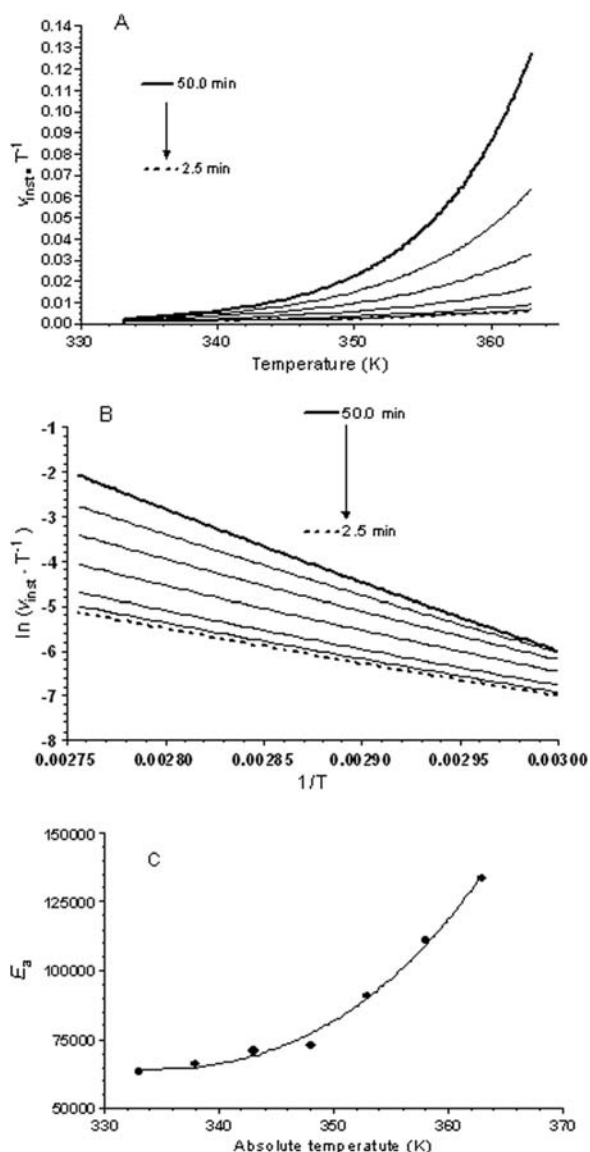 A
0.14
0.13
0.12
0.11
0.10
0.09
0.08
0.07
0.06
0.05
0.04
0.03
0.02
0.01
0.00
50.0 min
2.5 min
vinst• T-1
330 340 350 360
Temperature (K)
B
-1
-2
-3
-4
-5
-6
-7
-8
50.0 min
2.5 min
ln (vinst · T-1)
0.00275 0.00280 0.00285 0.00290 0.00295 0.00300
1/T
C
150000
125000
100000
75000
50000
Ea
330 340 350 360 370
Absolute temperatute (K)